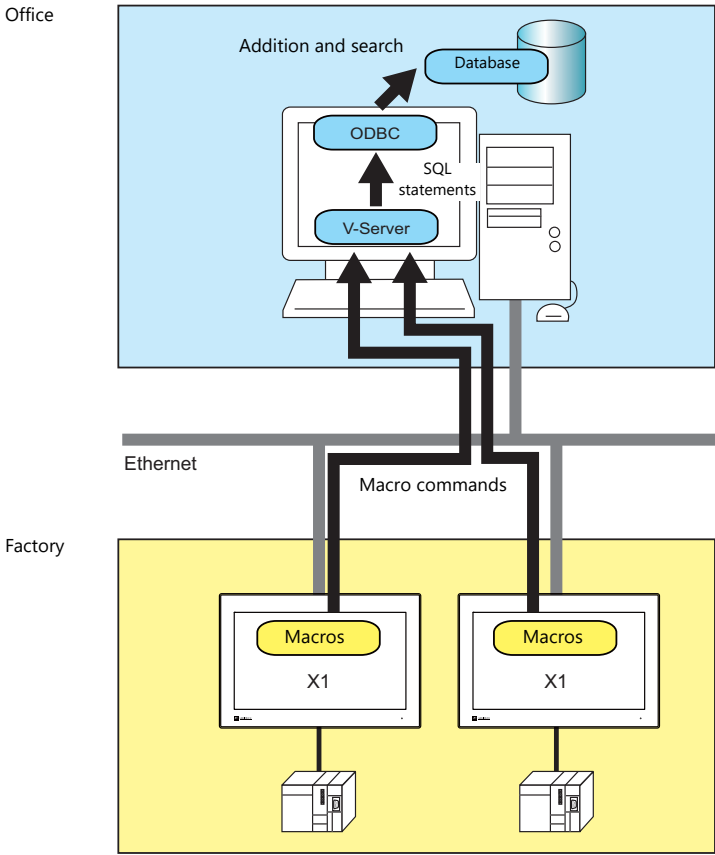 Office
Addition and search
Database
ODBC
SQL
statements
V-Server
Ethernet
Macro commands
Factory
Macros
Macros
X1
X1